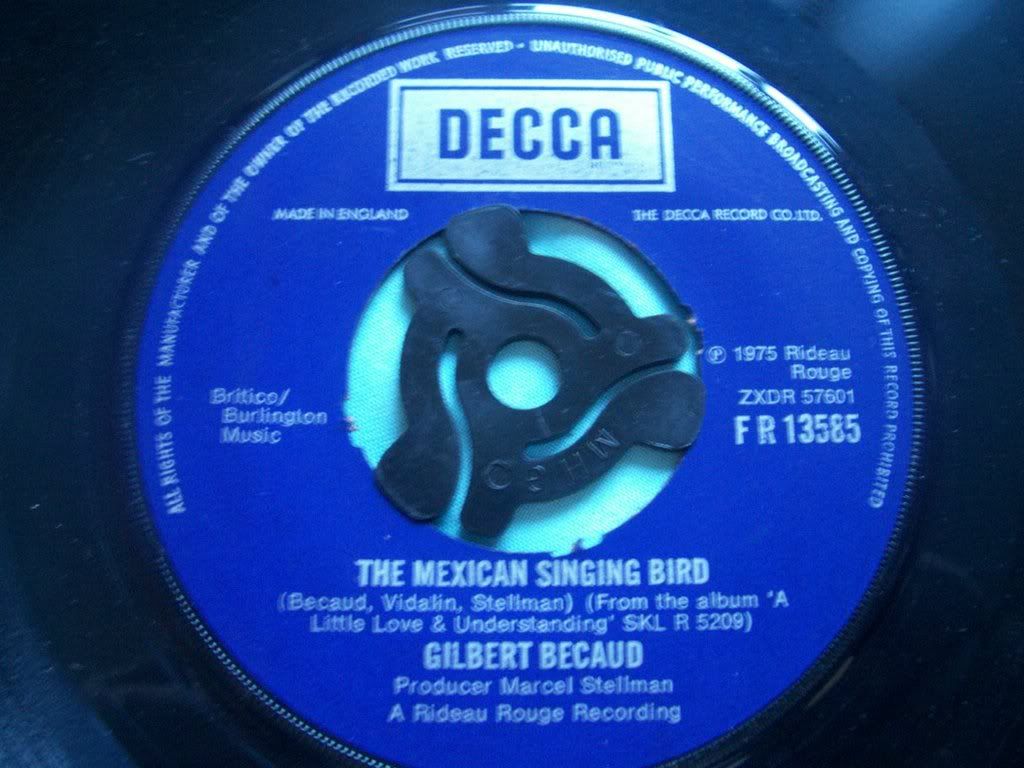 ALL RIGHTS OF THE MANUFACTURER AND OF THE OWNER OF THE RECORDED WORK RESERVED - UNAUTHORISED PUBLIC PERFORMANCE BROADCASTING AND COPYING OF THIS RECORD PROHIBITED
DECCA
MADE IN ENGLAND
THE DECCA RECORD CO. LTD.
℗ 1975 Rideau
Rouge
ZXDR 57601
FR 13585
Britico/
Burlington
Music
THE MEXICAN SINGING BIRD
(Becaud, Vidalin, Stellman) (From the album 'A
Little Love & Understanding' SKL R 5209)
GILBERT BECAUD
Producer Marcel Stellman
A Rideau Rouge Recording